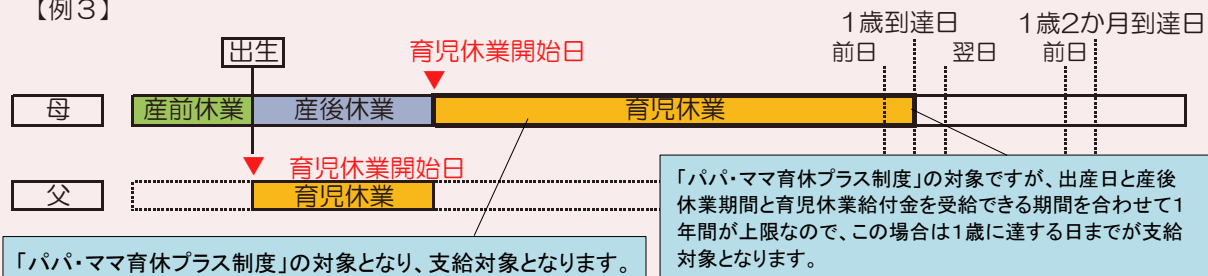 【例３】
１歳到達日
１歳２か月到達日
前日
翌日
前日
出生
育児休業開始日
母
産前休業
産後休業
育児休業
育児休業開始日
父
育児休業
「パパ・ママ育休プラス制度」の対象となり、支給対象となります。
「パパ・ママ育休プラス制度」の対象ですが、出産日と産後
休業期間と育児休業給付金を受給できる期間を合わせて１
年間が上限なので、この場合は１歳に達する日までが支給
対象となります。